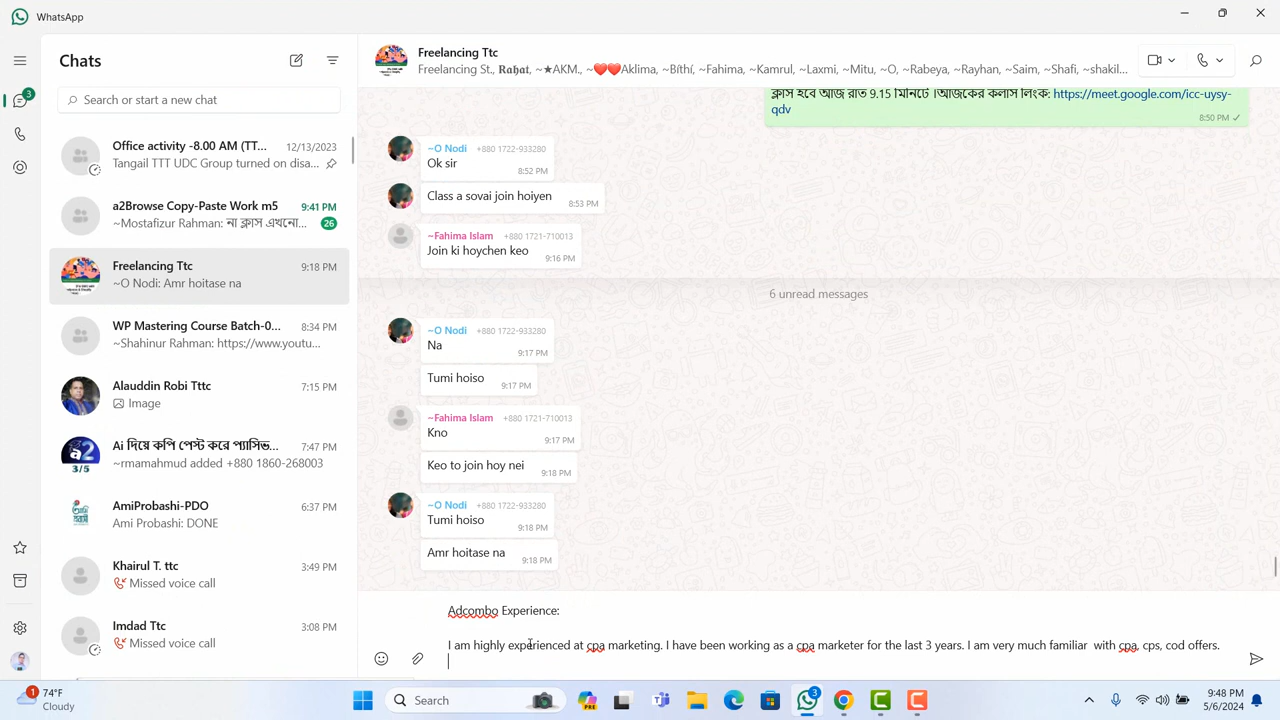 WhatsApp
Chats
Search or start a new chat
Office activity -8.00 AM (TT...
12/13/2023
Tangail TTT UDC Group turned on disa...
a2Browse Copy-Paste Work m5
9:41 PM
~Mostafizur Rahman: না ক্লাস এখনো...
26
Freelancing Ttc
9:18 PM
~O Nodi: Amr hoitase na
WP Mastering Course Batch-0...
8:34 PM
~Shahinur Rahman: https://www.youtu...
Alauddin Robi Tttc
7:15 PM
Image
Ai দিয়ে কপি পেস্ট করে প্যাসিভ...
7:47 PM
~rmamahmud added +880 1860-268003
a2
3/5
AmiProbashi-PDO
6:37 PM
Ami Probashi: DONE
Khairul T. ttc
3:49 PM
Missed voice call
Imdad Ttc
3:08 PM
Missed voice call
3
Freelancing Ttc
Freelancing St., Rahat, ~★AKM., ~❤️❤️Aklima, ~Bithi, ~Fahima, ~Kamrul, ~Laxmi, ~Mitu, ~O, ~Rabeya, ~Rayhan, ~Saim, ~Shafi, ~shakil...
ক্লাস হবে আজ রাত 9.15 মিনিটে ।আজকের কলাস লিংক: https://meet.google.com/icc-uysy-
qdv
8:50 PM
~O Nodi +880 1722-933280
Ok sir
8:52 PM
Class a sovai join hoiyen
8:53 PM
~Fahima Islam +880 1721-710013
Join ki hoychen keo
9:16 PM
6 unread messages
~O Nodi +880 1722-933280
Na
9:17 PM
Tumi hoiso
9:17 PM
~Fahima Islam +880 1721-710013
Kno
9:17 PM
Keo to join hoy nei
9:18 PM
~O Nodi +880 1722-933280
Tumi hoiso
9:18 PM
Amr hoitase na
9:18 PM
Adcombo Experience:
I am highly experienced at cpa marketing. I have been working as a cpa marketer for the last 3 years. I am very much familiar  with cpa, cps, cod offers.
1
74°F
Cloudy
Search
PRE
3
9:48 PM
5/6/2024